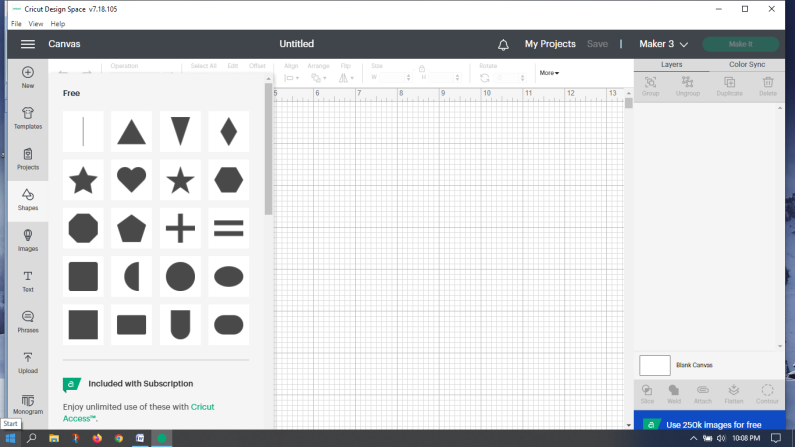 Cricut Design Space v7.18.105
File View Help
Canvas
Untitled
My Projects Save | Maker 3 Make It
New
Templates
Projects
Shapes
Images
Text
Phrases
Upload
Monogram
Operation Select All Edit Offset Align Arrange Flip Size Rotate
W H
More
Free
5 6 7 8 9 10 11 12 13
Included with Subscription
Enjoy unlimited use of these with Cricut
Access™.
Layers Color Sync
Group Ungroup Duplicate Delete
Blank Canvas
Slice Weld Attach Flatten Contour
Use 250k images for free
Start
10:08 PM